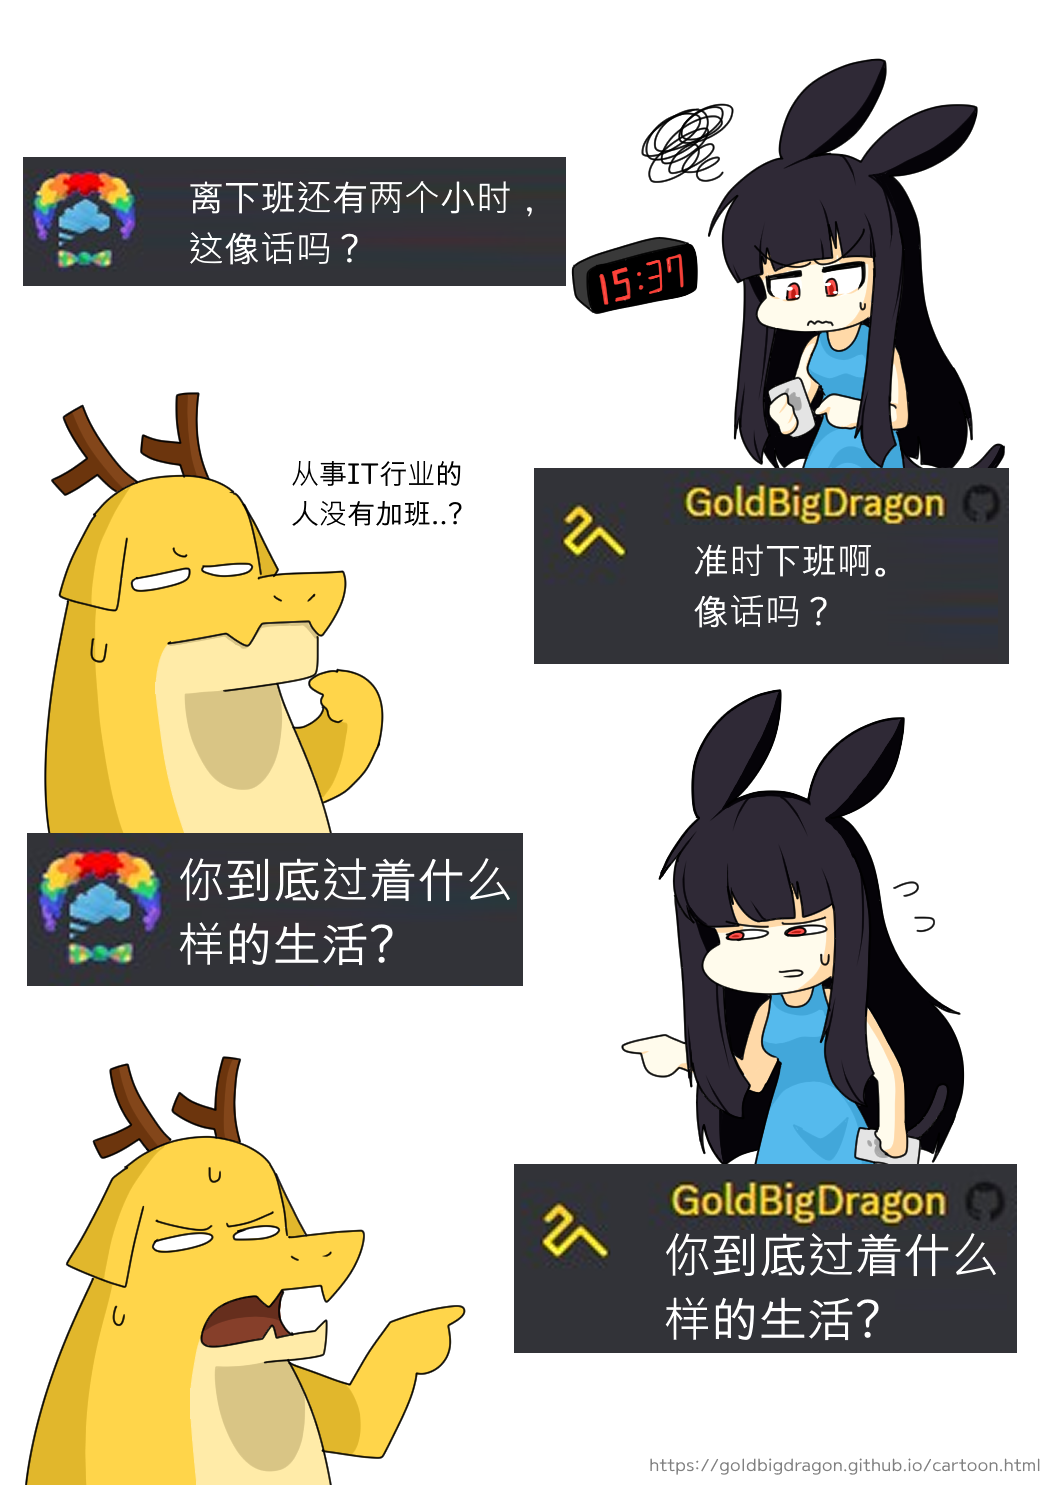 离下班还有两个小时，
这像话吗？
15:37
从事IT行业的
人没有加班..?
GoldBigDragon
准时下班啊。
像话吗？
你到底过着什么
样的生活?
GoldBigDragon
你到底过着什么
样的生活?
https://goldbigdragon.github.io/cartoon.html